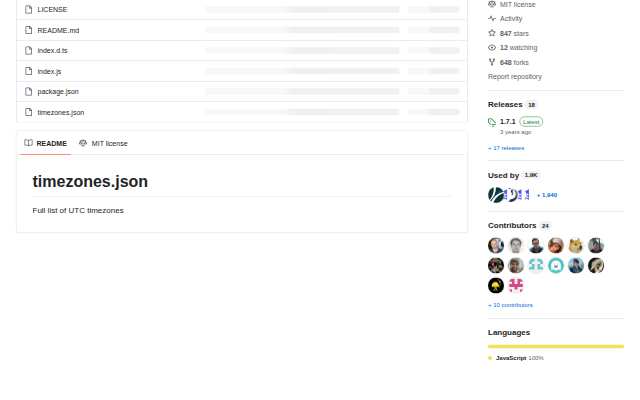 LICENSE
README.md
index.d.ts
index.js
package.json
timezones.json
README MIT license
timezones.json
Full list of UTC timezones
MIT license
Activity
847 stars
12 watching
648 forks
Report repository
Releases 18
1.7.1 Latest
3 years ago
+ 17 releases
Used by 1.9K
+ 1,940
Contributors 24
+ 10 contributors
Languages
JavaScript 100%